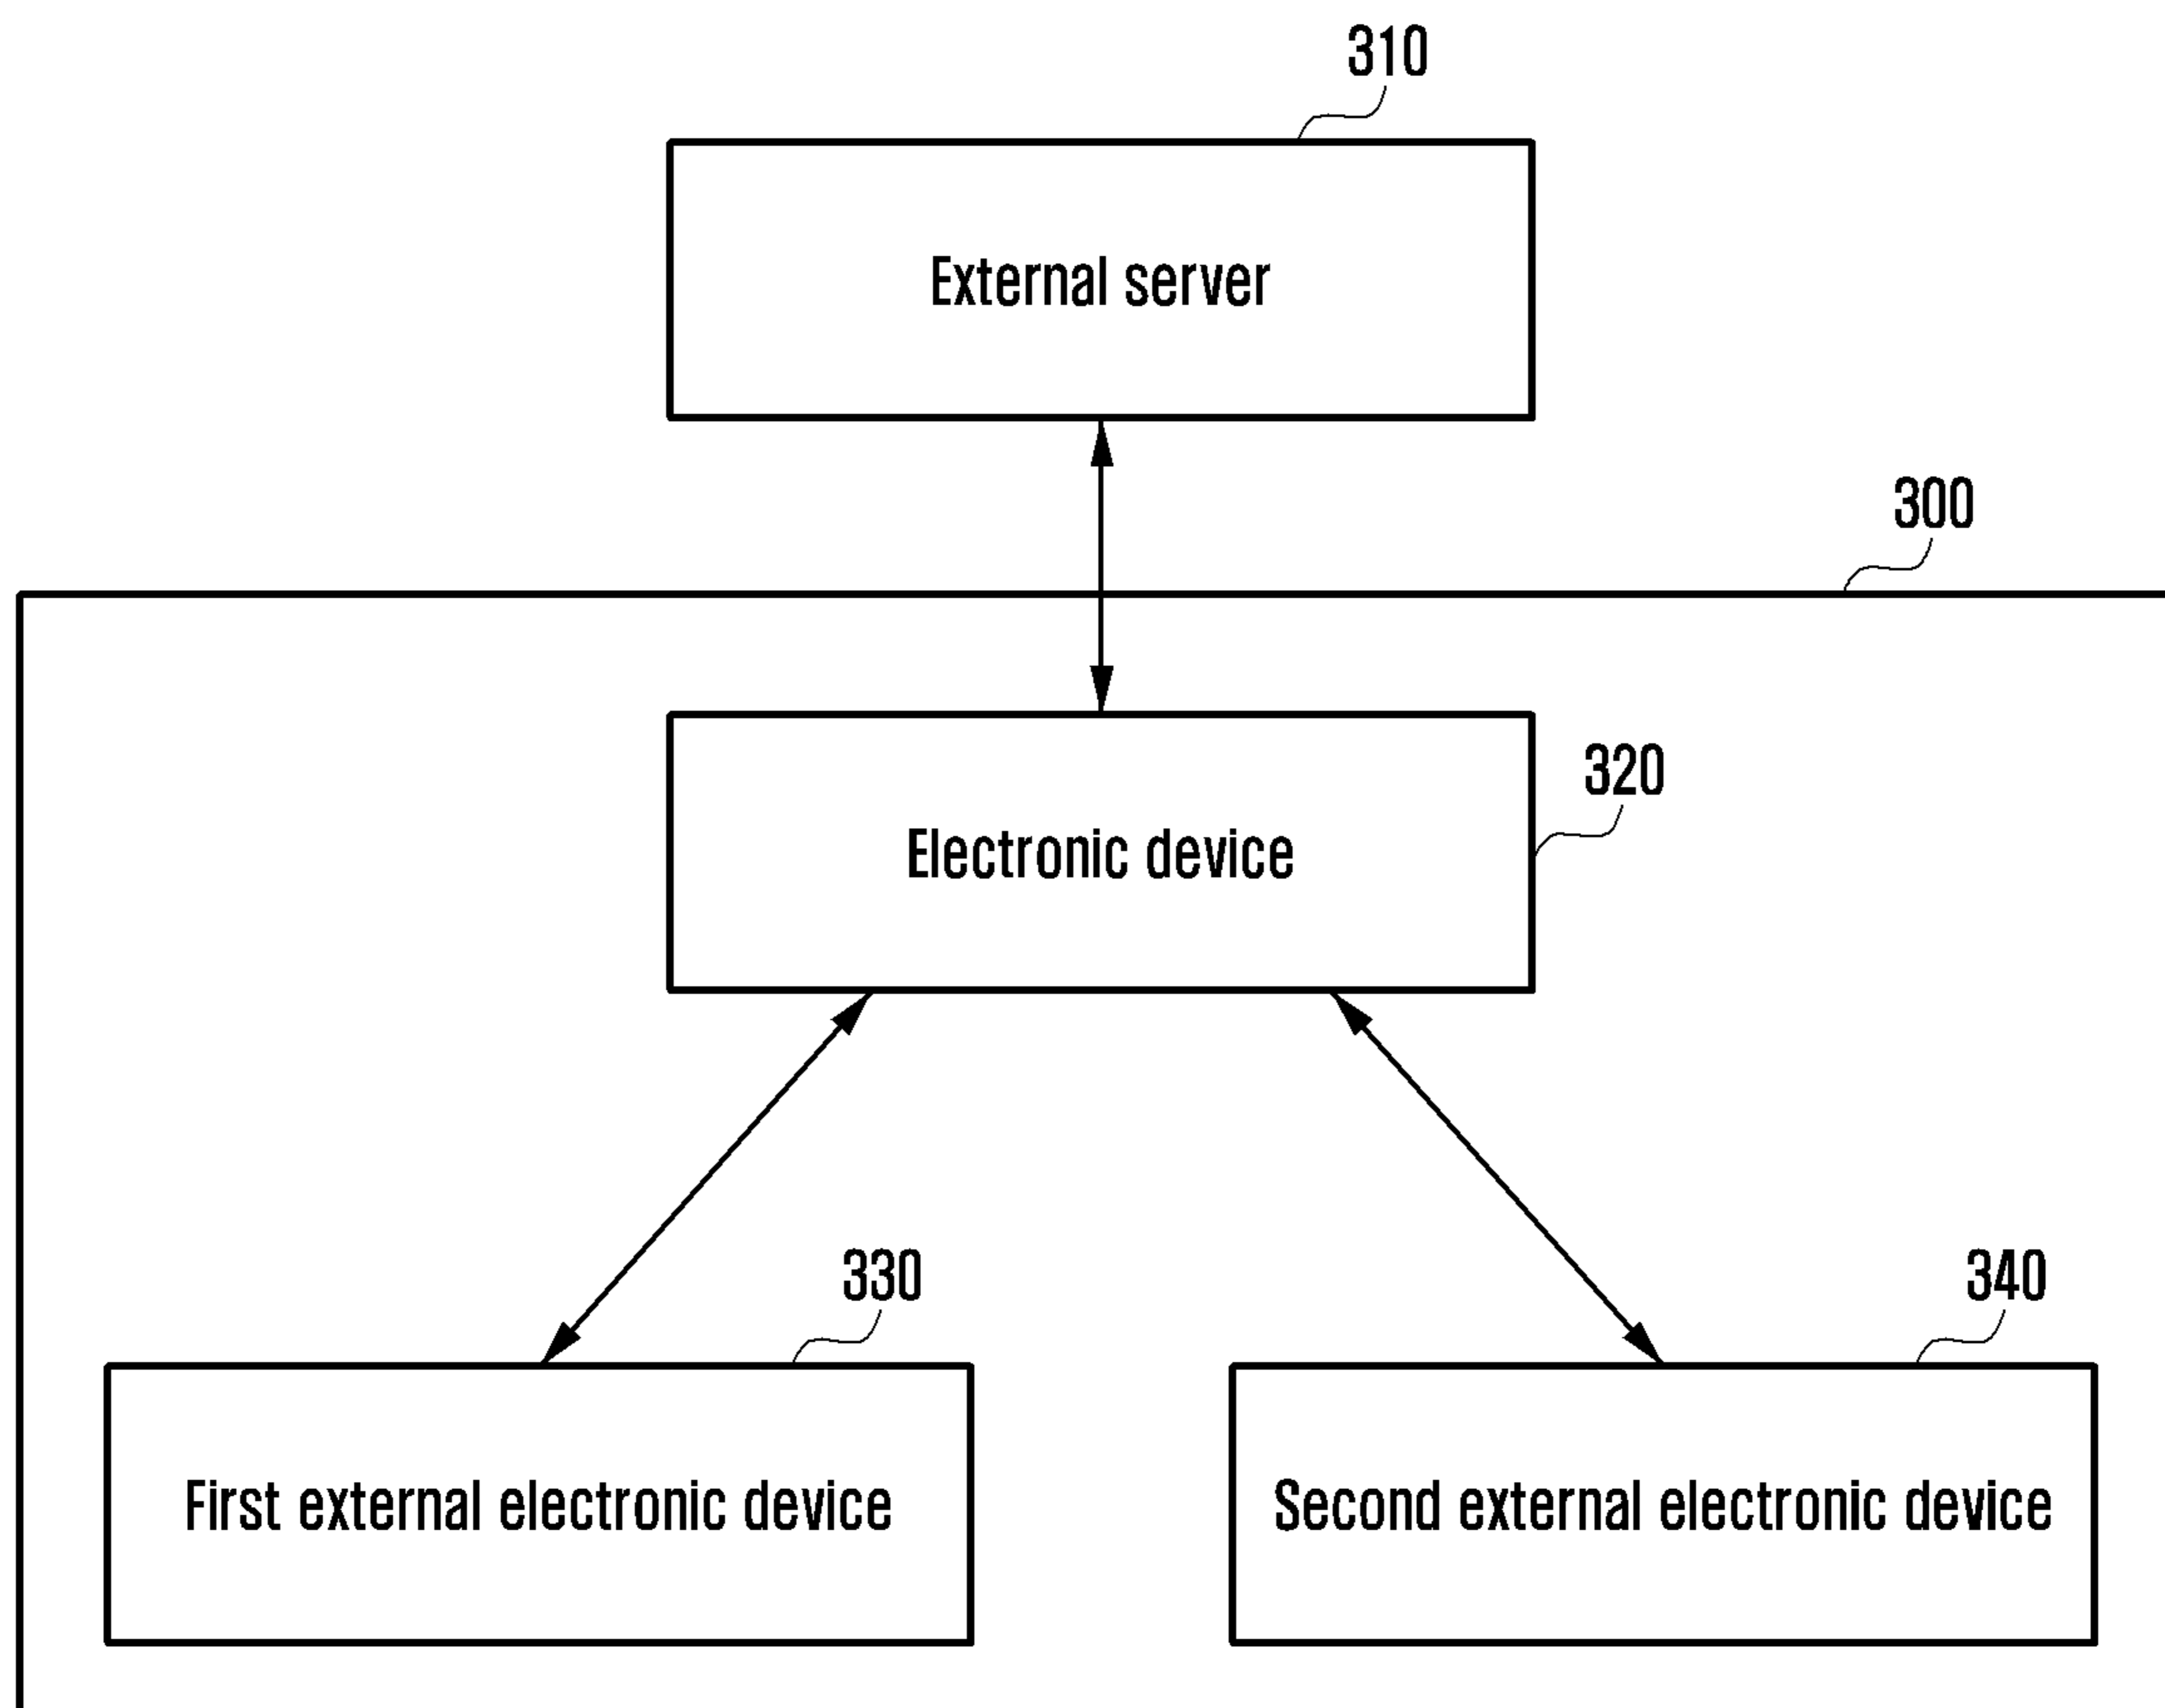 310
External server
300
320
Electronic device
330
340
First external electronic device
Second external electronic device